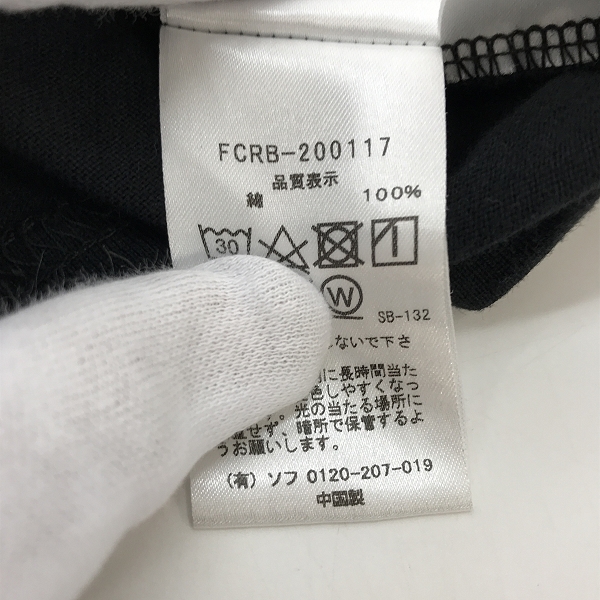 FCRB-200117
品質表示
綿 100%
30
W
SB-132
しないで下さ
に長時間当た
色しやすくなっ
光の当たる場所に
せず、暗所で保管するよ
うお願いします。
(有) ソフ 0120-207-019
中国製